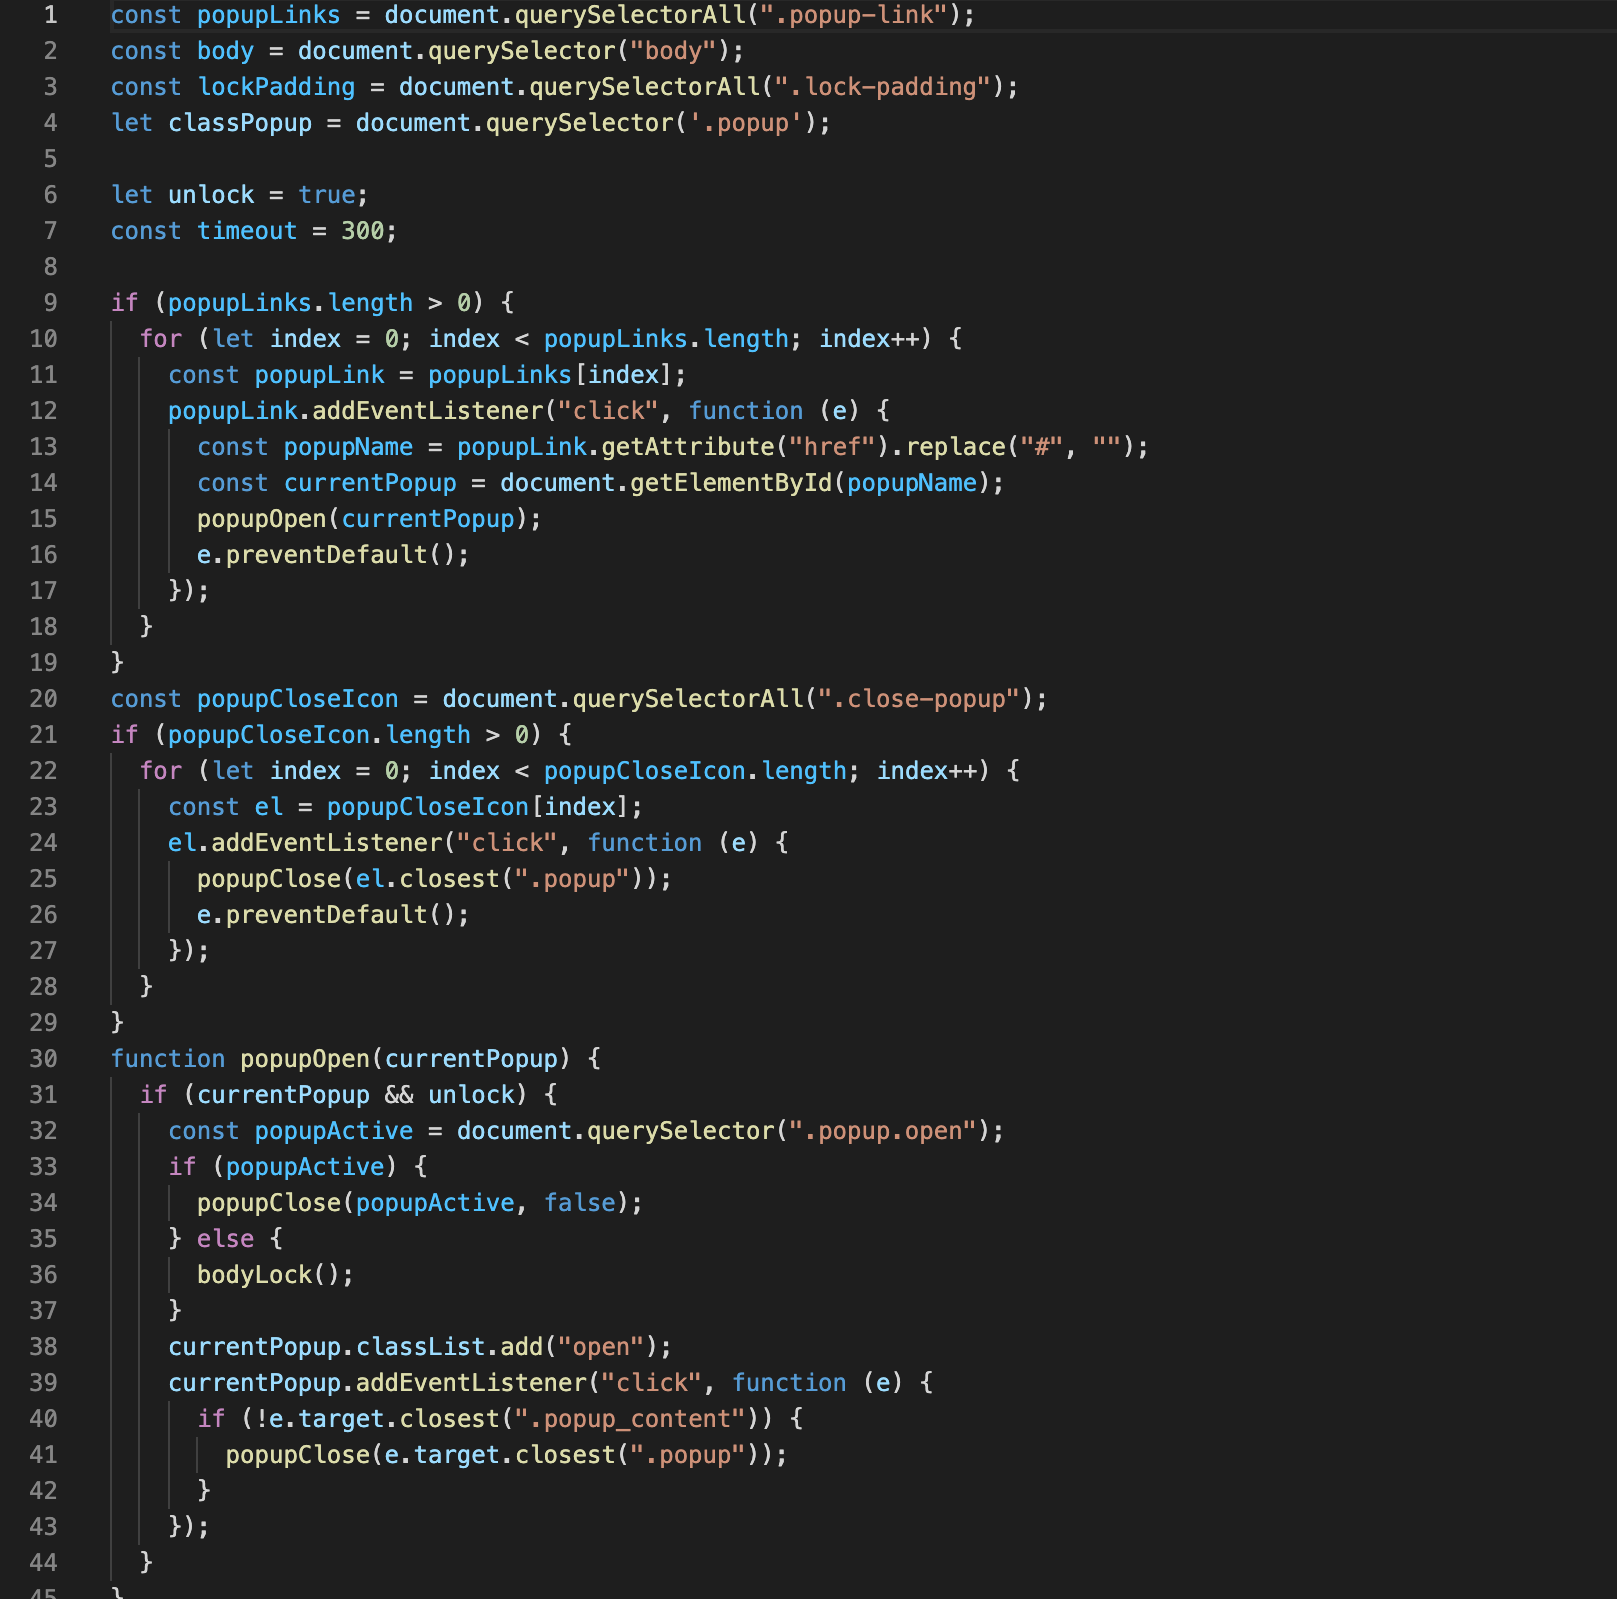 1 const popupLinks = document.querySelectorAll(".popup-link");
2 const body = document.querySelector("body");
3 const lockPadding = document.querySelectorAll(".lock-padding");
4 let classPopup = document.querySelector('.popup');
5
6 let unlock = true;
7 const timeout = 300;
8
9 if (popupLinks.length > 0) {
10   for (let index = 0; index < popupLinks.length; index++) {
11     const popupLink = popupLinks[index];
12     popupLink.addEventListener("click", function (e) {
13       const popupName = popupLink.getAttribute("href").replace("#", "");
14       const currentPopup = document.getElementById(popupName);
15       popupOpen(currentPopup);
16       e.preventDefault();
17     });
18   }
19 }
20 const popupCloseIcon = document.querySelectorAll(".close-popup");
21 if (popupCloseIcon.length > 0) {
22   for (let index = 0; index < popupCloseIcon.length; index++) {
23     const el = popupCloseIcon[index];
24     el.addEventListener("click", function (e) {
25       popupClose(el.closest(".popup"));
26       e.preventDefault();
27     });
28   }
29 }
30 function popupOpen(currentPopup) {
31   if (currentPopup && unlock) {
32     const popupActive = document.querySelector(".popup.open");
33     if (popupActive) {
34       popupClose(popupActive, false);
35     } else {
36       bodyLock();
37     }
38     currentPopup.classList.add("open");
39     currentPopup.addEventListener("click", function (e) {
40       if (!e.target.closest(".popup_content")) {
41         popupClose(e.target.closest(".popup"));
42       }
43     });
44   }
45 }